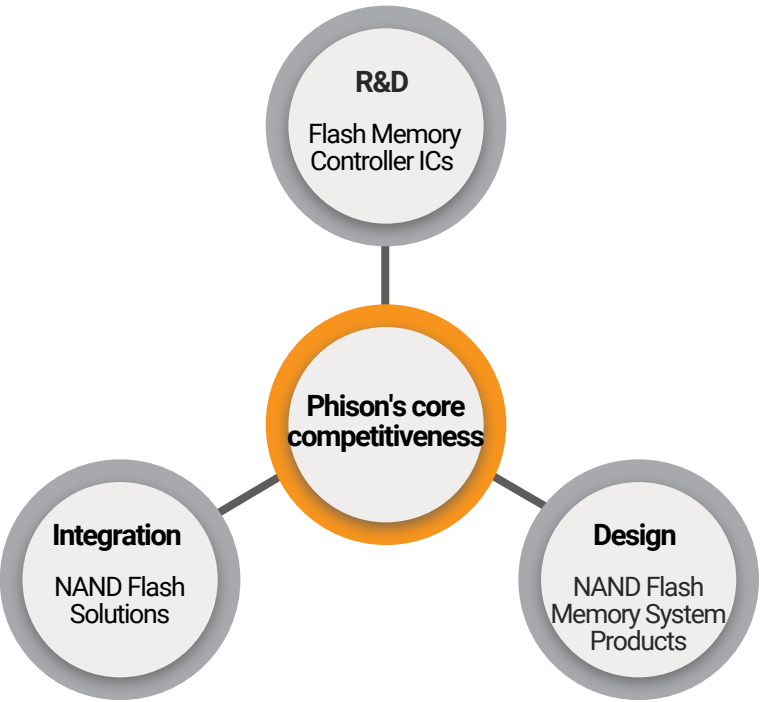 R&D
Flash Memory
Controller ICs
Phison's core
competitiveness
Integration
NAND Flash
Solutions
Design
NAND Flash
Memory System
Products